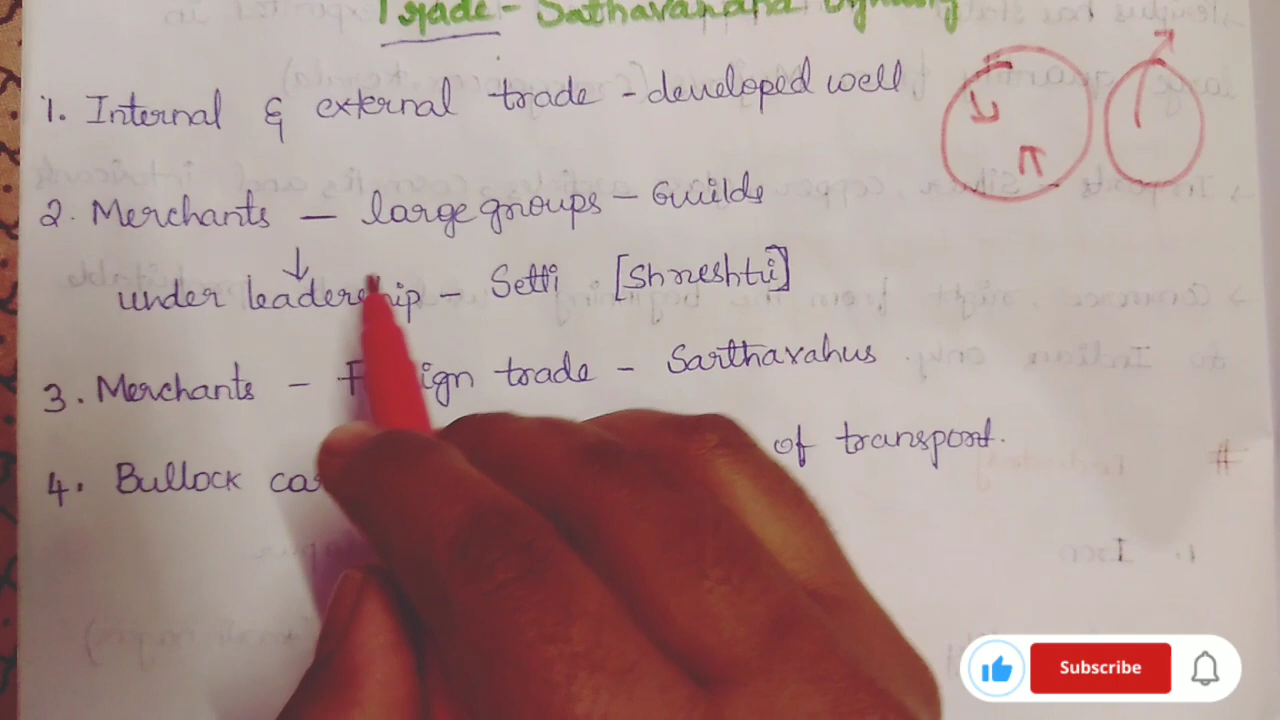 Trade - Sathavahana Dynasty
1. Internal & external trade - developed well
2. Merchants — large groups - Guilds
↓
under leadership - Setti [Shreshti]
3. Merchants - Foreign trade - Sarthavahus
4. Bullock of transport.
Subscribe